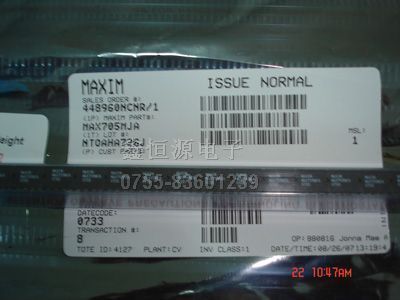 MAXIM
ISSUE NORMAL
SALES ORDER #:
448960NCNR/1
(1P) MAXIM PART#:
MAX705MJA
(1T) LOT #:
NTOAHA726J
(P) CUST PART#:
MSL:
1
eight
鑫恒源电子
0755-83601239
DATECODE:
0733
TRANSACTION #:
8
TOTE ID:4127
PLANT:CV
INV CLASS:1
OP:880816 Jonna Mae A
DATE/TIME:08/26/0713:19:4
22 10:47AM